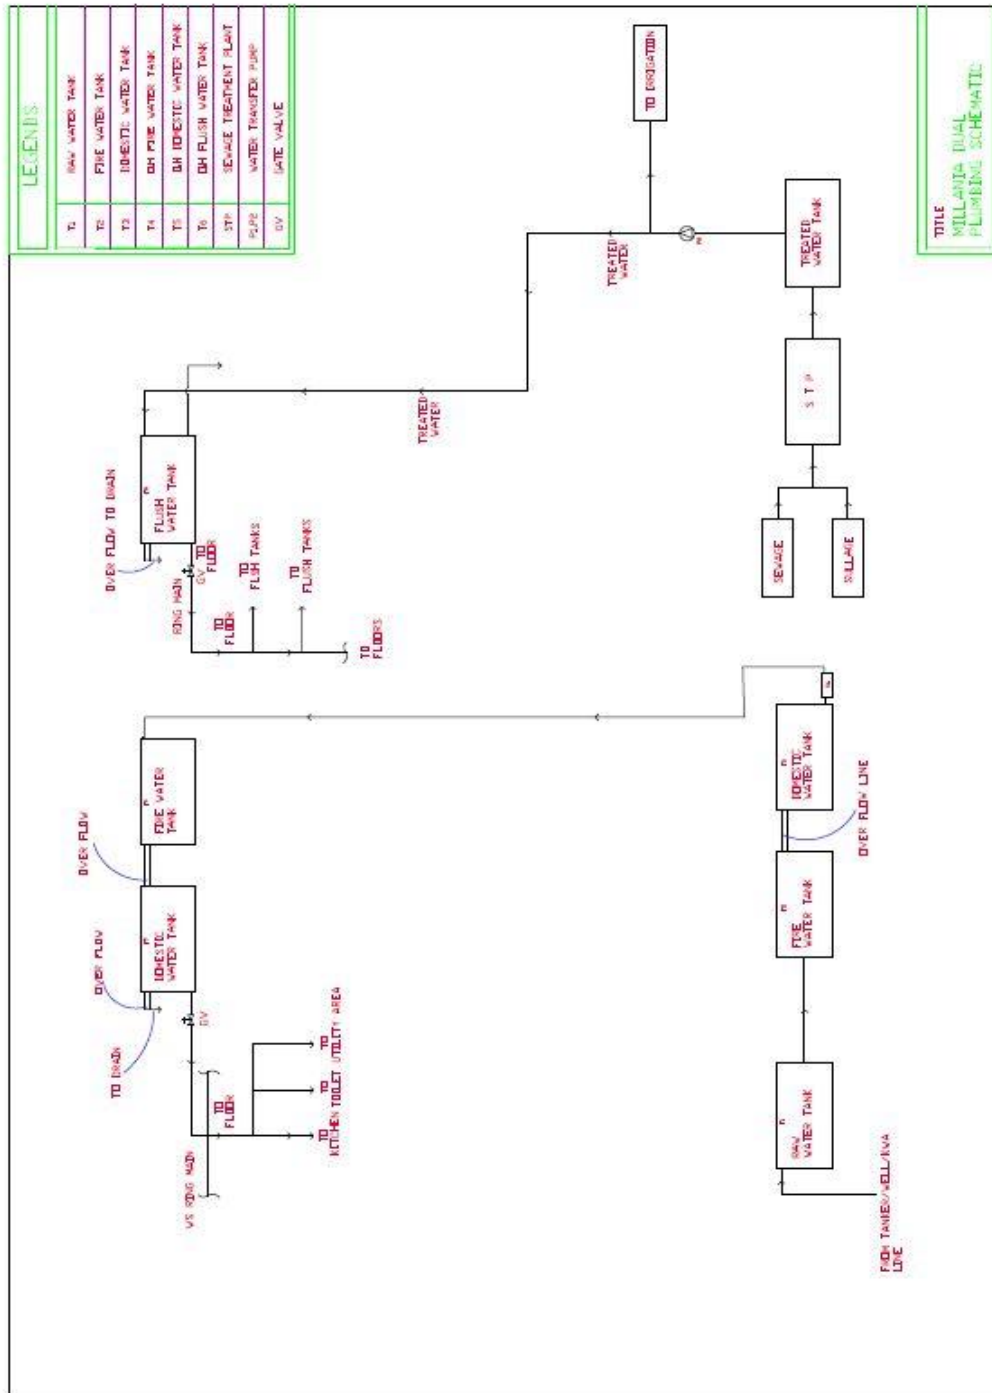 LEGENDS
T1 RAW WATER TANK
T2 FIRE WATER TANK
T3 DOMESTIC WATER TANK
T4 OH FIRE WATER TANK
T5 OH DOMESTIC WATER TANK
T6 OH FLUSH WATER TANK
STP SEWAGE TREATMENT PLANT
P1,P2 WATER TRANSFER PUMP
GV GATE VALVE
TO DRAIN
OVER FLOW
OVER FLOW
DOMESTIC
WATER TANK
FIRE WATER
TANK
GV
WS RING MAIN
TO
FLOOR
TO
KITCHEN
TO
TOILET
TO
UTILITY AREA
OVER FLOW TO DRAIN
FLUSH
WATER TANK
RING MAIN
GV
TO
FLOOR
TO
FLOOR
TO
FLSH TANKS
TO
FLUSH TANKS
TO
FLOORS
TREATED
WATER
TREATED
WATER
TO IRRIGATION
FROM TANKER/WELL/KWA
LINE
RAW
WATER TANK
FIRE
WATER TANK
DOMESTIC
WATER TANK
OVER FLOW LINE
SEWAGE
SULLAGE
S T P
TREATED
WATER TANK
TITLE
MILLANIA DUAL
PLUMBING SCHEMATIC